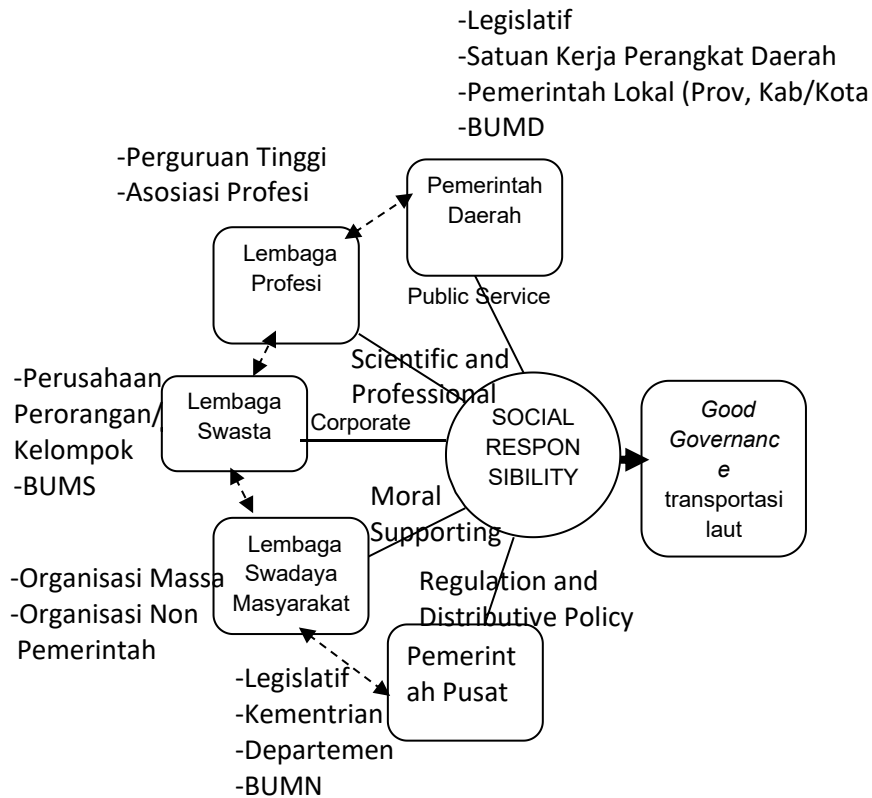 -Legislatif
-Satuan Kerja Perangkat Daerah
-Pemerintah Lokal (Prov, Kab/Kota
-BUMD
-Perguruan Tinggi
-Asosiasi Profesi
Pemerintah
Daerah
Lembaga
Profesi
Public Service
Scientific and
Professional
-Perusahaan
Perorangan/
Kelompok
-BUMS
Lembaga
Swasta
Corporate
SOCIAL
RESPON
SIBILITY
Good
Governanc
e
transportasi
laut
Moral
Supporting
Lembaga
Swadaya
Masyarakat
-Organisasi Massa
-Organisasi Non
Pemerintah
Regulation and
Distributive Policy
Pemerint
ah Pusat
-Legislatif
-Kementrian
-Departemen
-BUMN